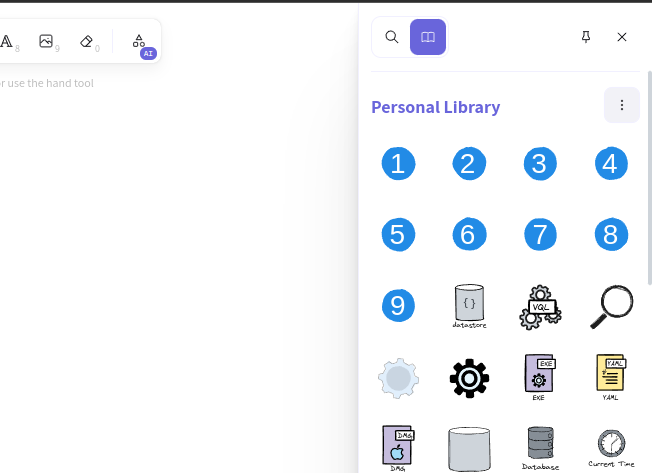 8
9
0
AI
r use the hand tool
Personal Library
1 2 3 4
5 6 7 8
9
{ }
datastore
VQL
EXE
EXE
YAML
YAML
DMG
DMG
Database
Current Time